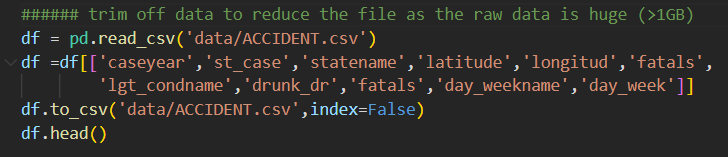 ###### trim off data to reduce the file as the raw data is huge (>1GB)
df = pd.read_csv('data/ACCIDENT.csv')
df =df[['caseyear','st_case','statename','latitude','longitud','fatals',
'lgt_condname','drunk_dr','fatals','day_weekname','day_week']]
df.to_csv('data/ACCIDENT.csv',index=False)
df.head()